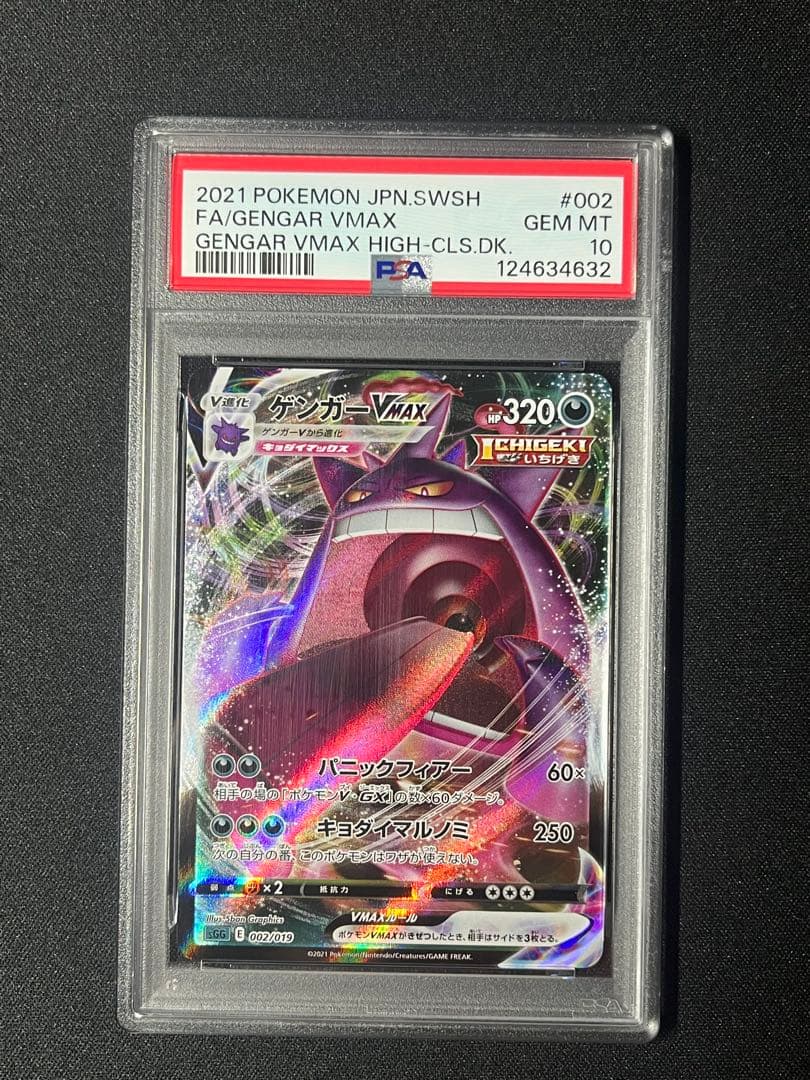 2021 POKEMON JPN.SWSH #002
FA/GENGAR VMAX GEM MT
GENGAR VMAX HIGH-CLS.DK. 10
PSA 124634632
V進化 ゲンガーVMAX HP 320
ゲンガーVから進化
キョダイマックス
ICHIGEKI
いちげき
パニックフィアー 60×
相手の場の「ポケモンV・GX」の数×60ダメージ。
キョダイマルノミ 250
次の自分の番、このポケモンはワザが使えない。
弱点 ×2 抵抗力 にげる
Illus. 5ban Graphics
VMAXルール
SGG E 002/019 ポケモンVMAXがきぜつしたとき、相手はサイドを3枚とる。
©2021 Pokémon/Nintendo/Creatures/GAME FREAK.